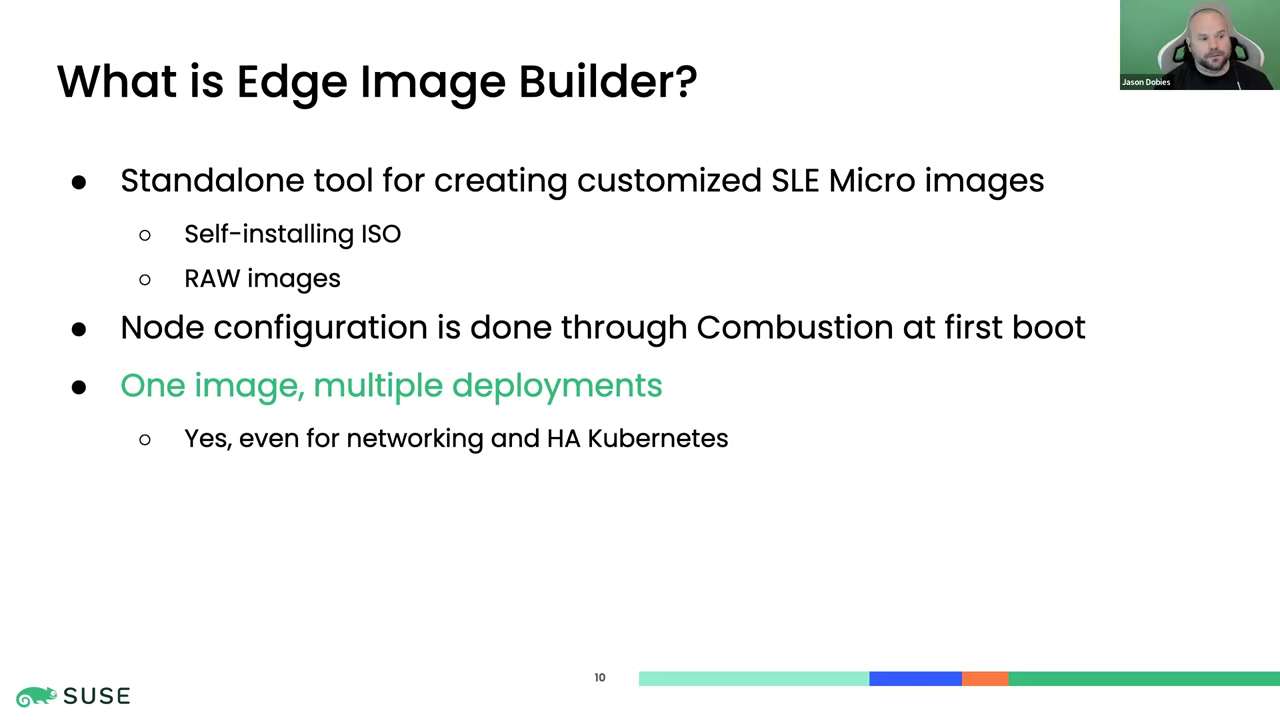 Jason Dobies
What is Edge Image Builder?
● Standalone tool for creating customized SLE Micro images
○ Self-installing ISO
○ RAW images
● Node configuration is done through Combustion at first boot
● One image, multiple deployments
○ Yes, even for networking and HA Kubernetes
10
SUSE